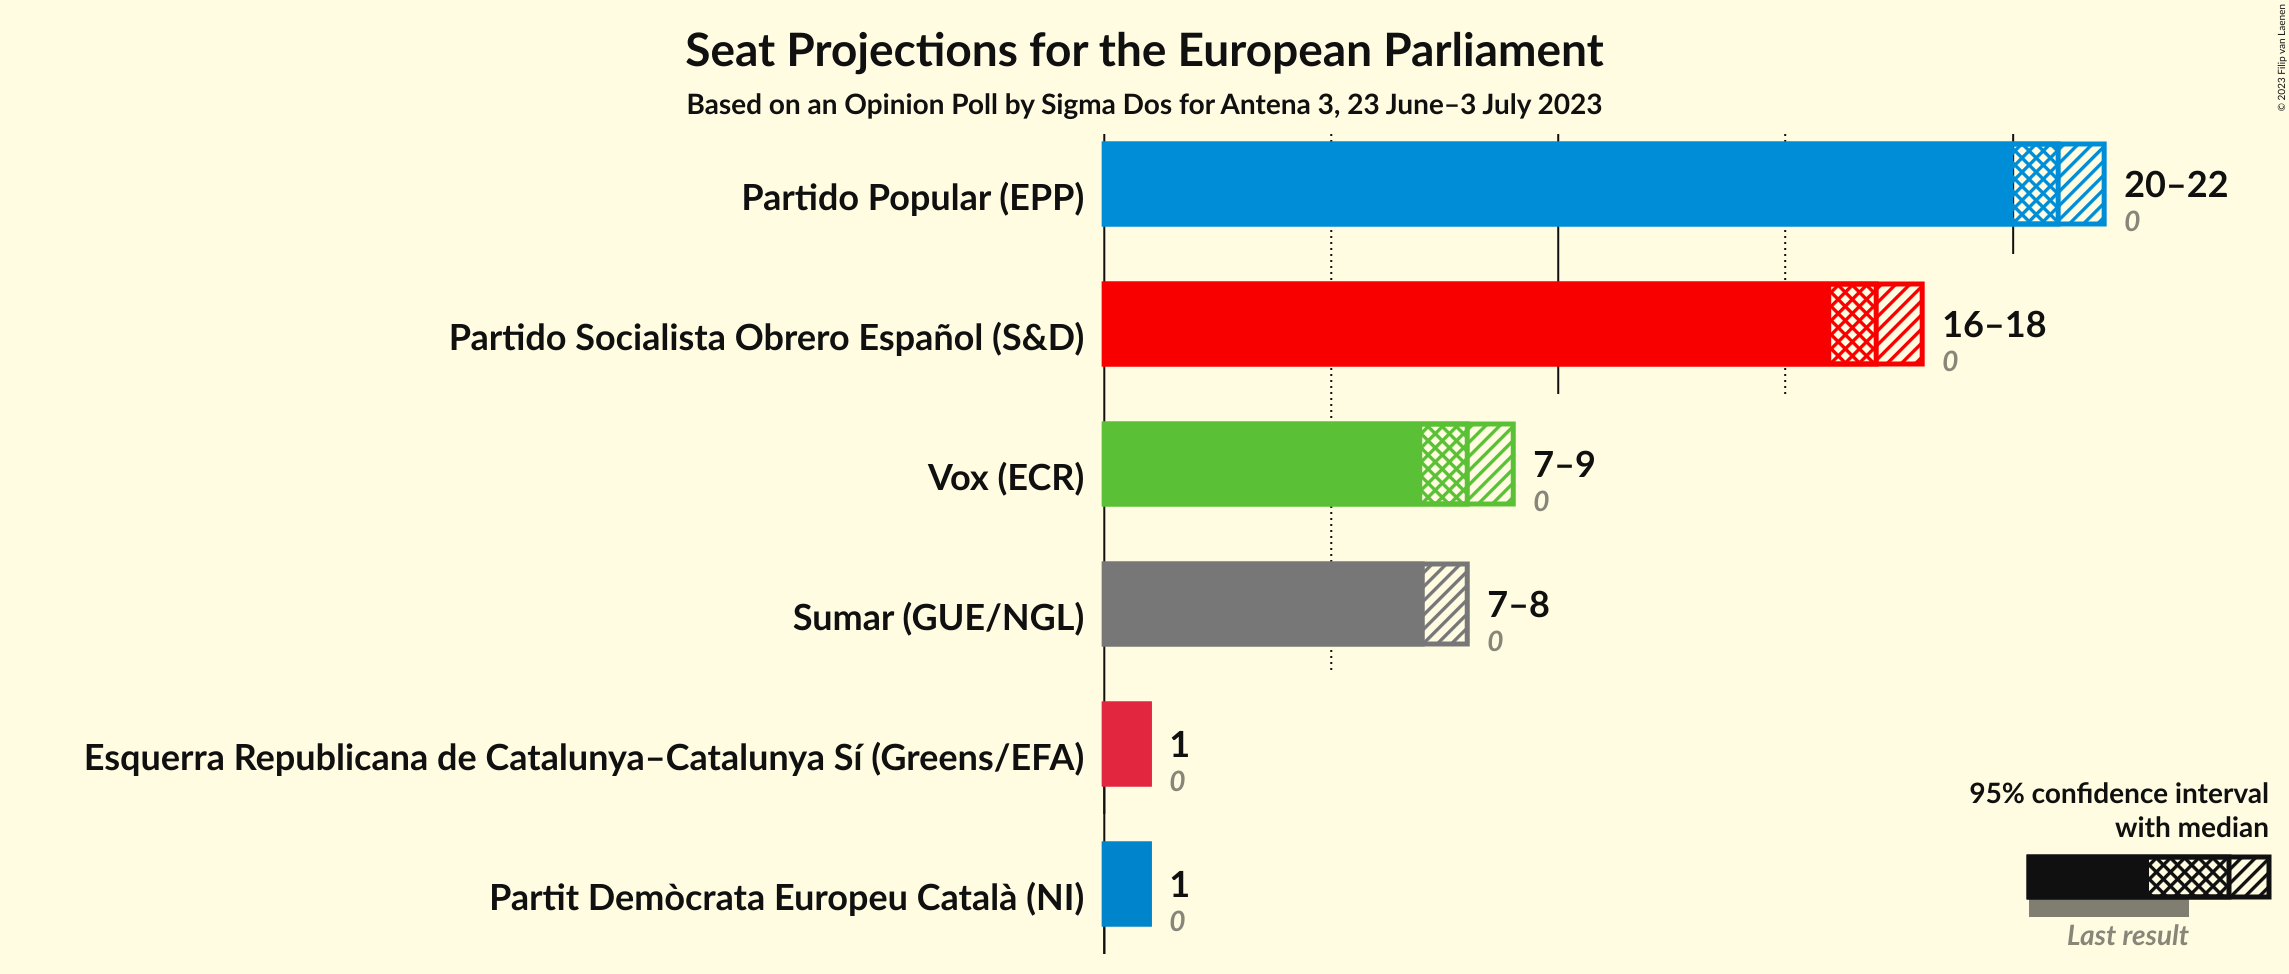 Seat Projections for the European Parliament
Based on an Opinion Poll by Sigma Dos for Antena 3, 23 June–3 July 2023
© 2023 Filip van Laenen
Partido Popular (EPP)
20–22
0
Partido Socialista Obrero Español (S&D)
16–18
0
Vox (ECR)
7–9
0
Sumar (GUE/NGL)
7–8
0
Esquerra Republicana de Catalunya–Catalunya Sí (Greens/EFA)
1
0
Partit Demòcrata Europeu Català (NI)
1
0
95% confidence interval
with median
Last result